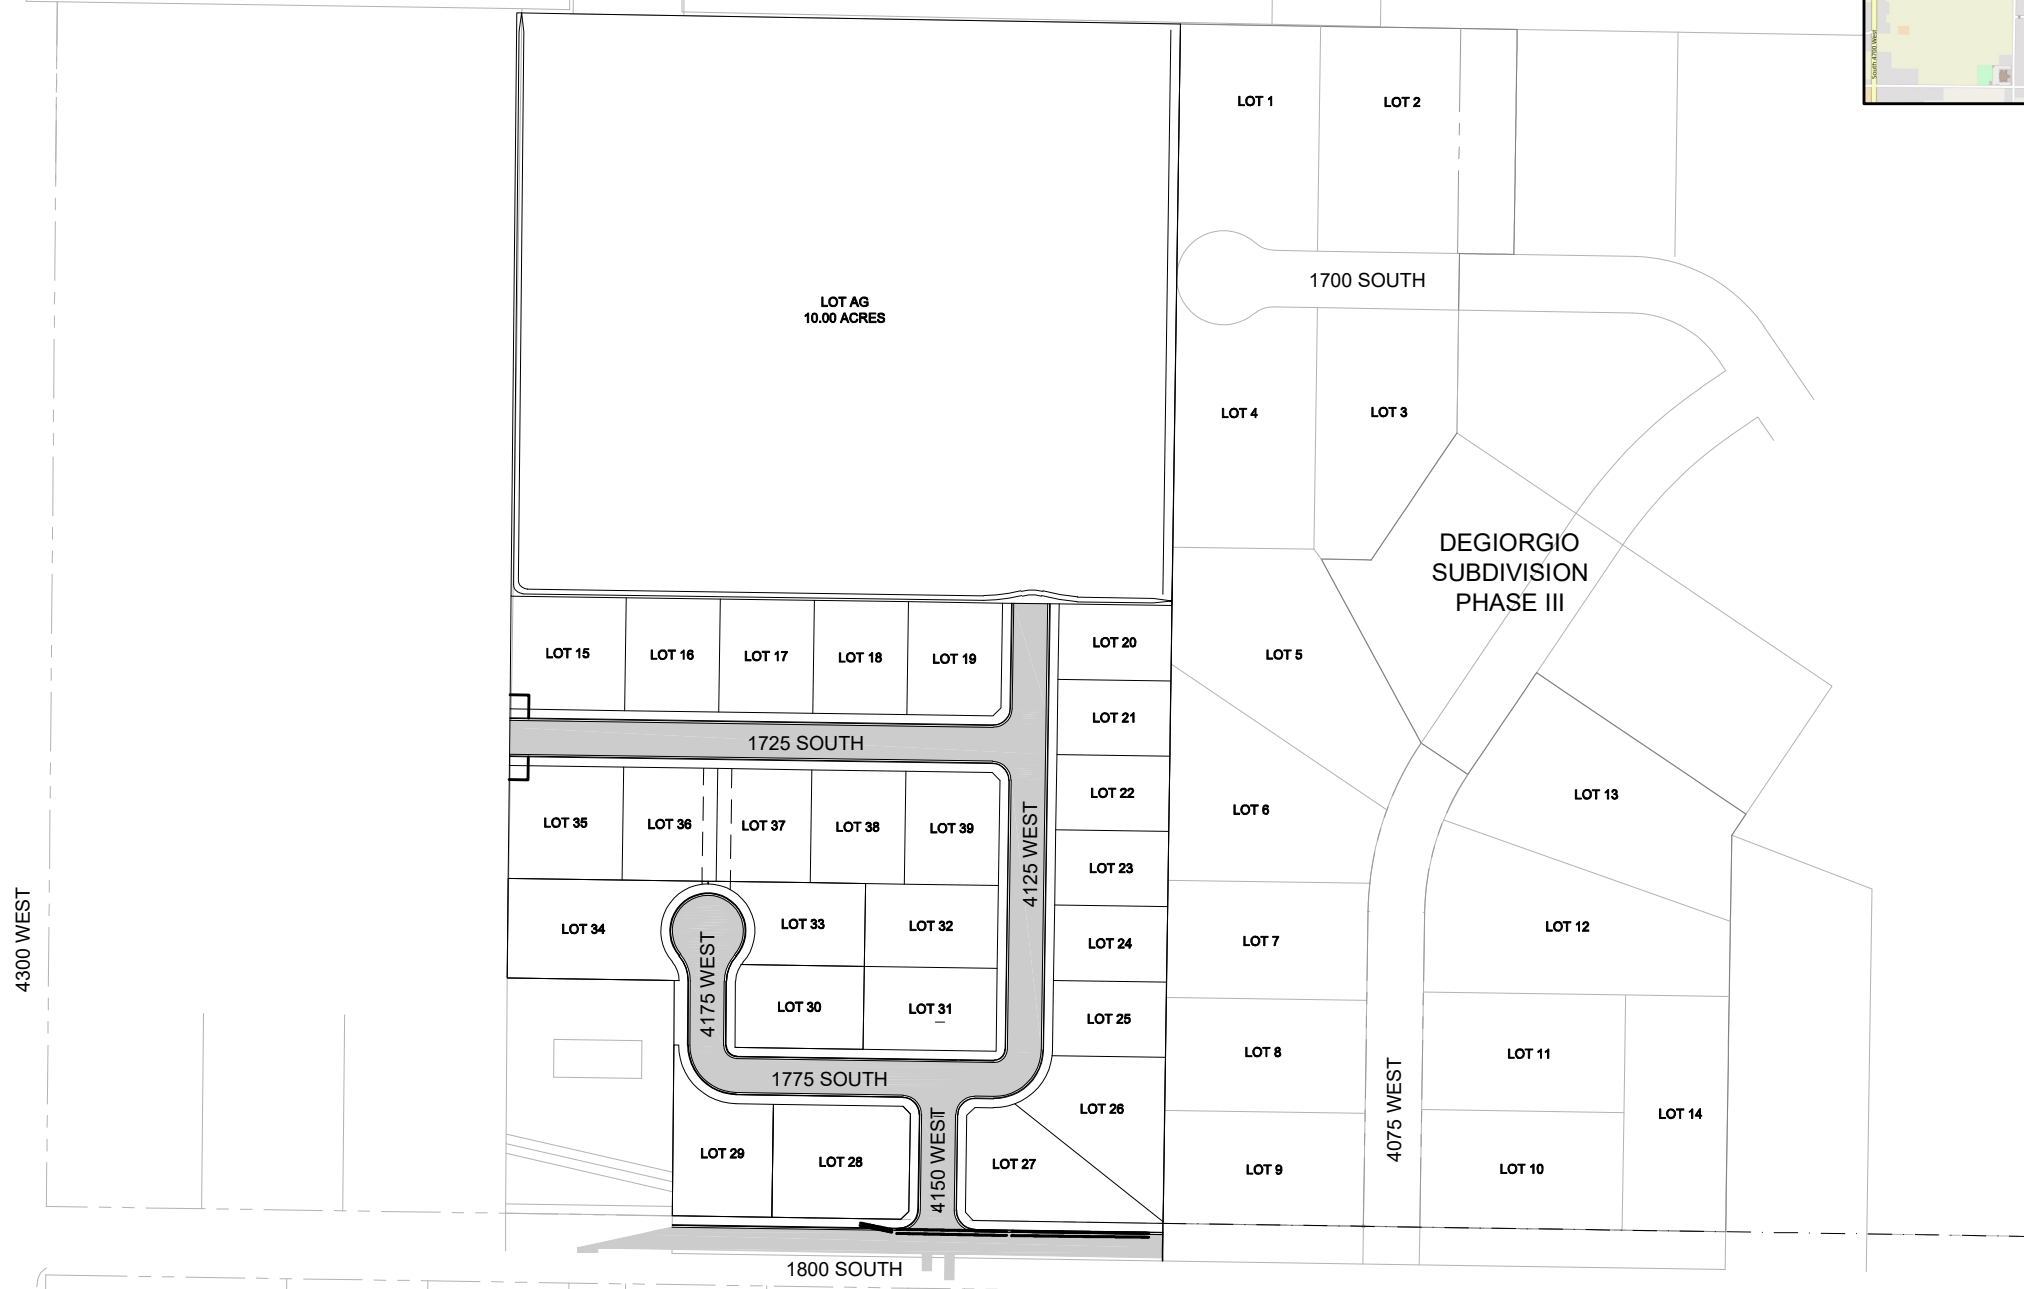 South 4700 West
LOT 1
LOT 2
1700 SOUTH
LOT AG
10.00 ACRES
LOT 4
LOT 3
DEGIORGIO
SUBDIVISION
PHASE III
LOT 15
LOT 16
LOT 17
LOT 18
LOT 19
LOT 20
LOT 5
LOT 21
1725 SOUTH
LOT 22
LOT 13
LOT 6
LOT 35
LOT 36
LOT 37
LOT 38
LOT 39
4125 WEST
LOT 23
4300 WEST
LOT 34
LOT 33
LOT 32
LOT 24
LOT 7
LOT 12
4175 WEST
LOT 30
LOT 31
LOT 25
LOT 8
LOT 11
1775 SOUTH
LOT 26
4075 WEST
LOT 14
LOT 29
LOT 28
4150 WEST
LOT 27
LOT 9
LOT 10
1800 SOUTH